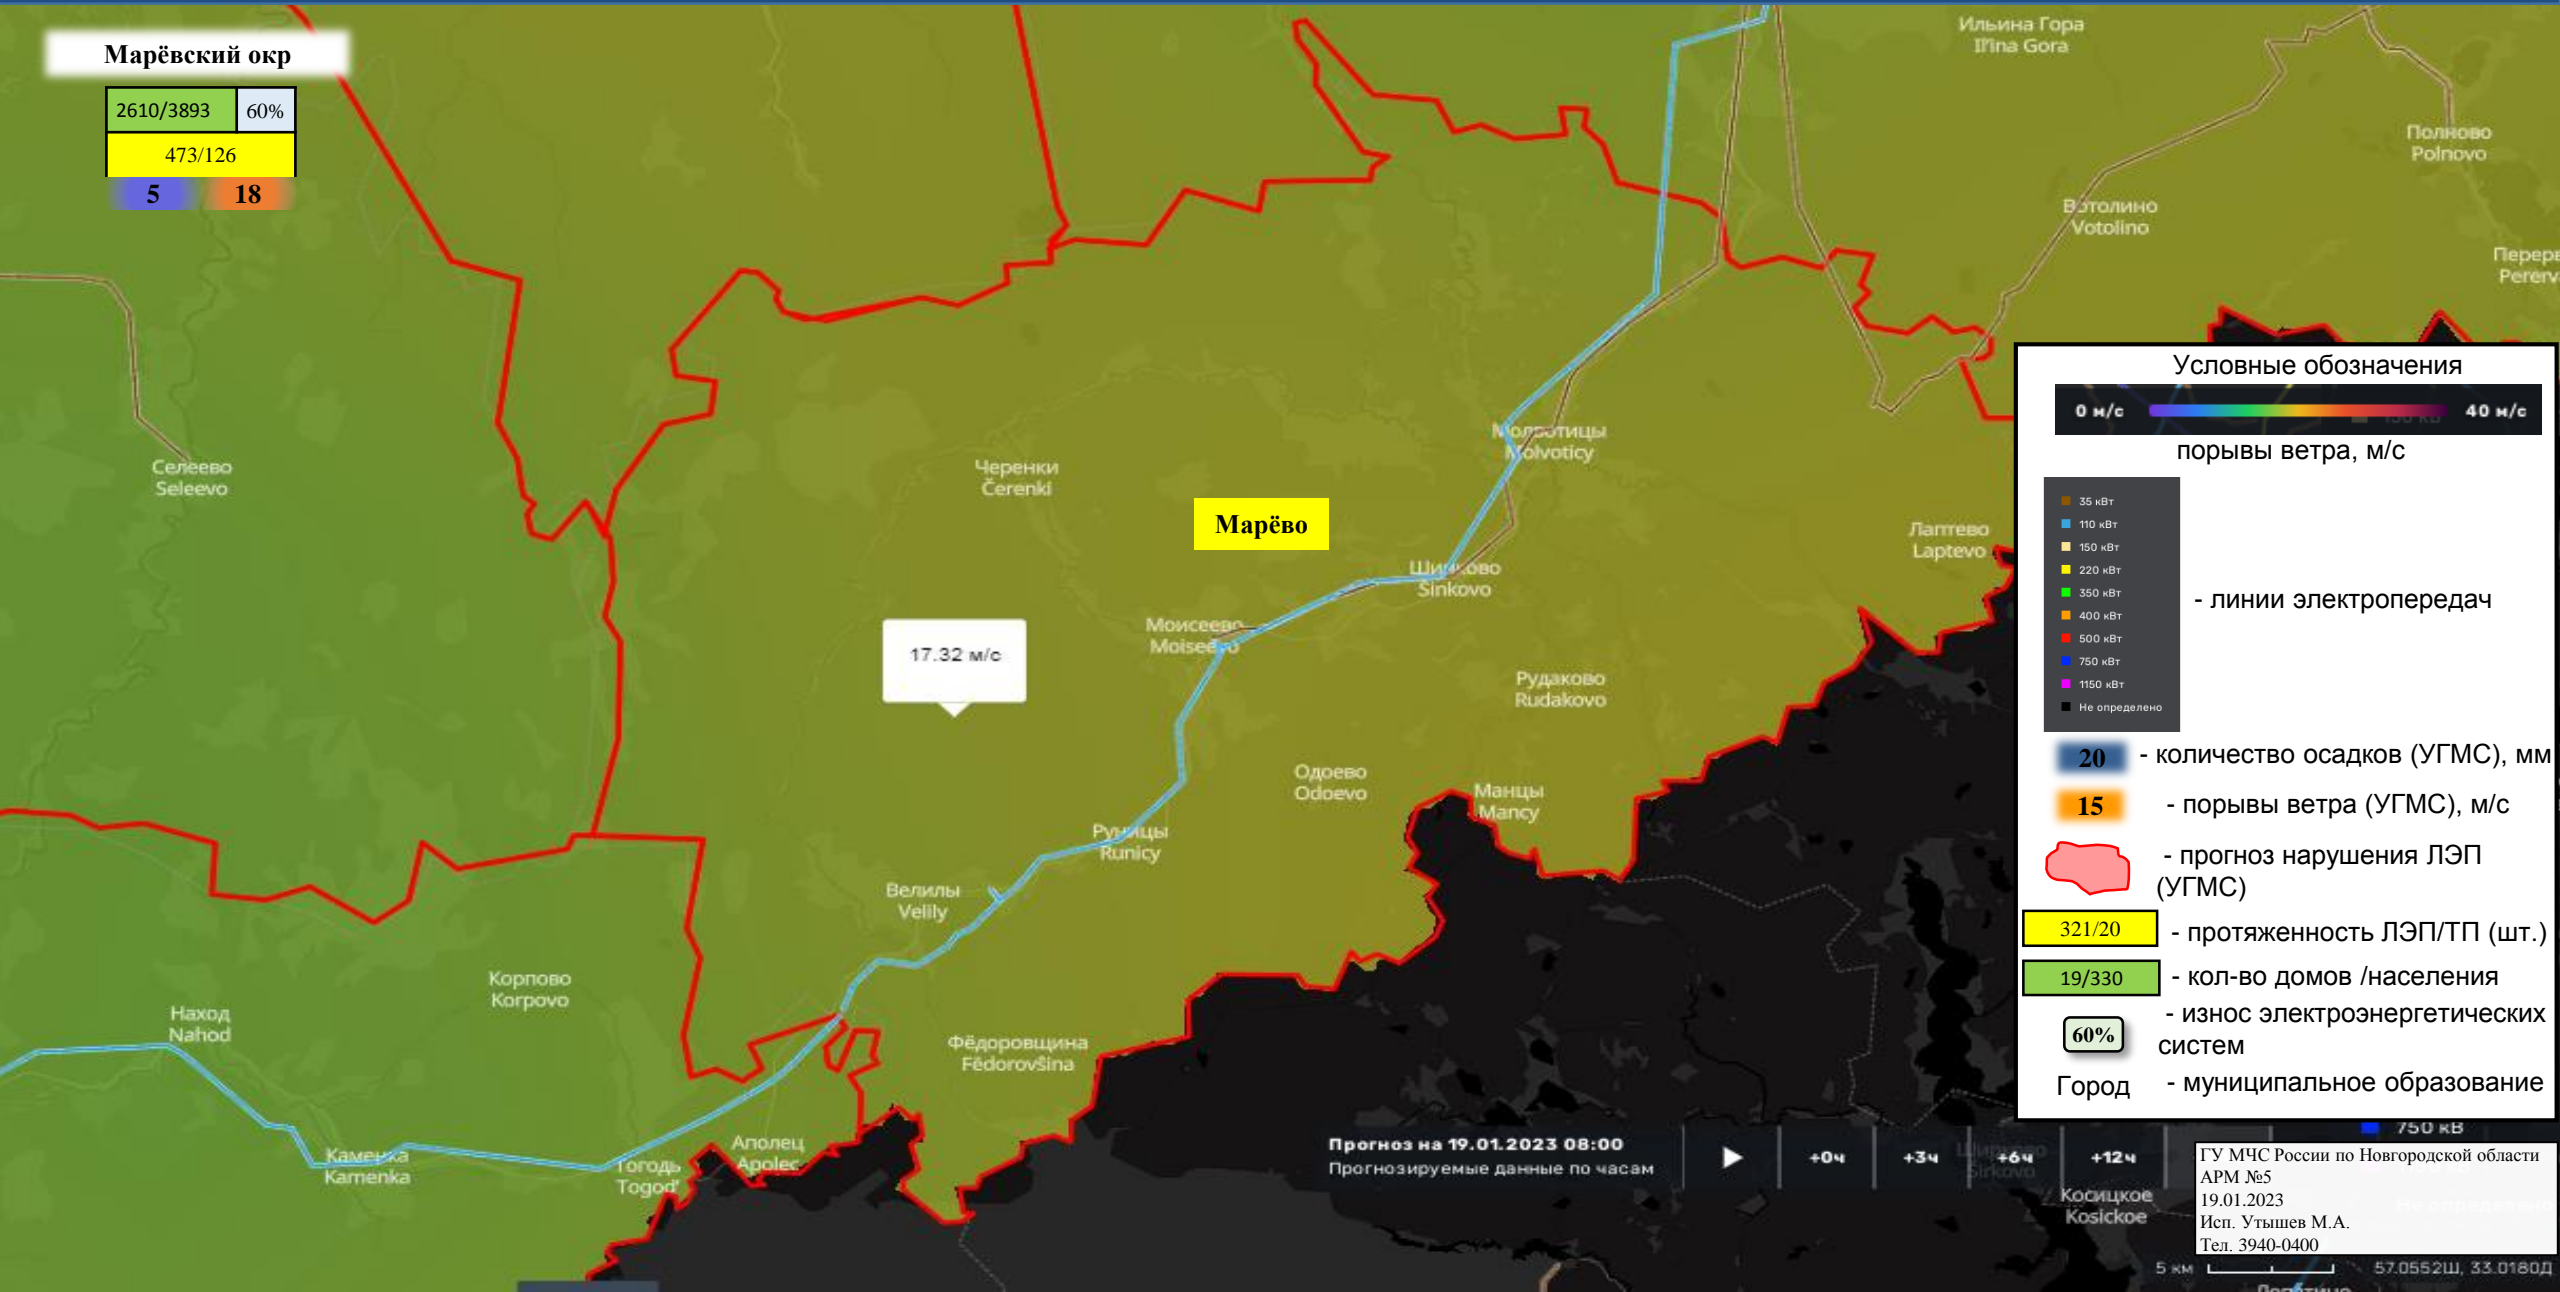 Марёвский окр
2610/3893 60%
473/126
5 18
Ильина Гора
Il'ina Gora
Полново
Polnovo
Вотолино
Votolino
Селеево
Seleevo
Черенки
Čerenki
Молвотицы
Molvoticy
Марёво
Лаптево
Laptevo
Шинково
Šinkovo
Моисеево
Moiseevo
17.32 м/с
Рудаково
Rudakovo
Одоево
Odoevo
Манцы
Mancy
Руницы
Runicy
Велилы
Velily
Корпово
Korpovo
Наход
Nahod
Фёдоровщина
Fёdorovšina
Аполец
Apolec
Каменка
Kamenka
Тогодь
Togod'
Условные обозначения
0 м/с 40 м/с
порывы ветра, м/с
35 кВт
110 кВт
150 кВт
220 кВт
350 кВт
400 кВт
500 кВт
750 кВт
1150 кВт
Не определено
- линии электропередач
20 - количество осадков (УГМС), мм
15 - порывы ветра (УГМС), м/с
- прогноз нарушения ЛЭП
(УГМС)
321/20 - протяженность ЛЭП/ТП (шт.)
19/330 - кол-во домов /населения
60% - износ электроэнергетических
систем
Город - муниципальное образование
750 кВ
Прогноз на 19.01.2023 08:00
Прогнозируемые данные по часам
+0ч +3ч +6ч +12ч
Косицкое
Kosickoe
ГУ МЧС России по Новгородской области
АРМ №5
19.01.2023
Исп. Утышев М.А.
Тел. 3940-0400
5 км 57.0552Ш, 33.0180Д